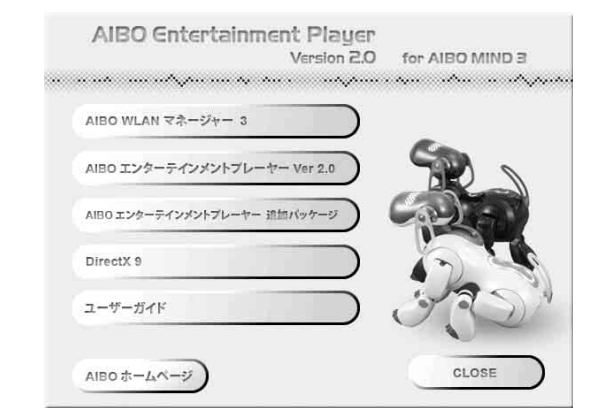 AIBO Entertainment Player
Version 2.0 for AIBO MIND 3
AIBO WLAN マネージャー 3
AIBO エンターテインメントプレーヤー Ver 2.0
AIBO エンターテインメントプレーヤー 追加パッケージ
DirectX 9
ユーザーガイド
AIBO ホームページ
CLOSE